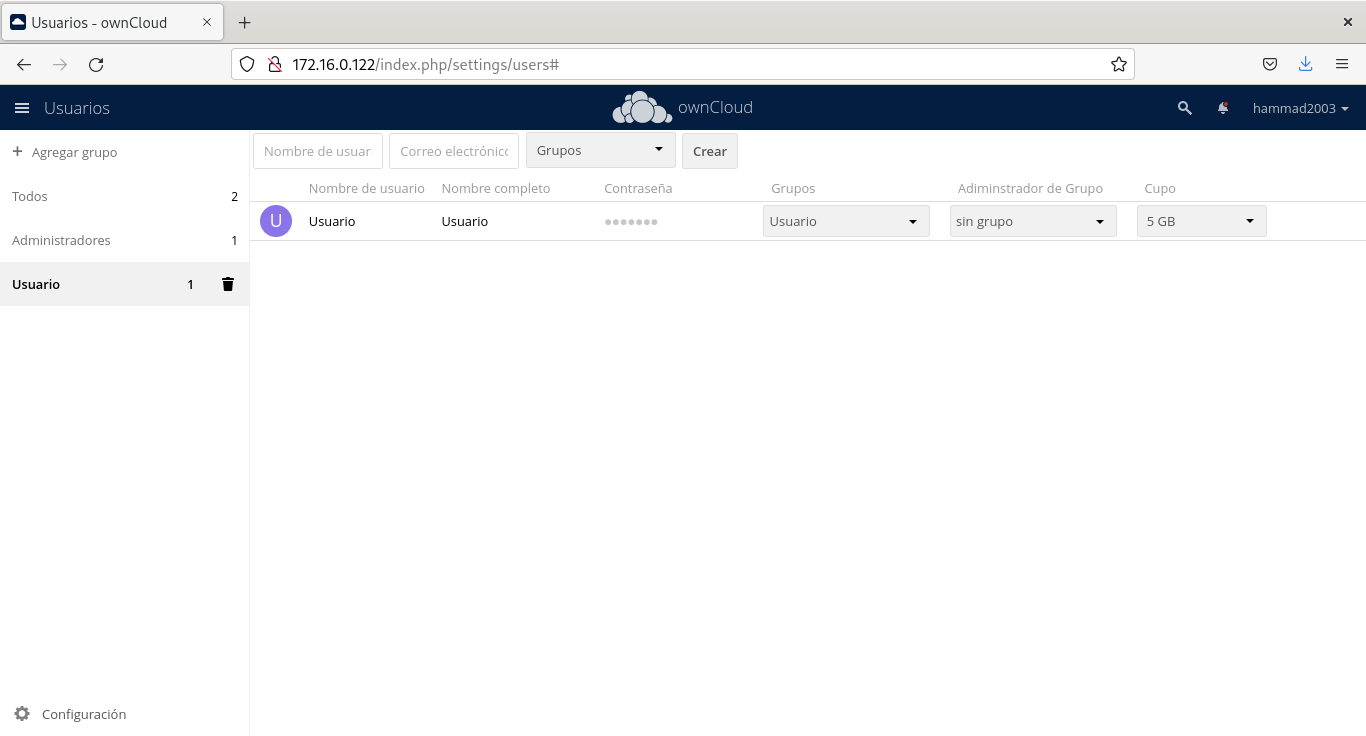 Usuarios - ownCloud
172.16.0.122/index.php/settings/users#
Usuarios
ownCloud
hammad2003
Agregar grupo
Nombre de usuar
Correo electrónico
Grupos
Crear
Todos 2
Administradores 1
Usuario 1
Nombre de usuario Nombre completo Contraseña Grupos Adminstrador de Grupo Cupo
U Usuario Usuario ●●●●●●● Usuario sin grupo 5 GB
Configuración